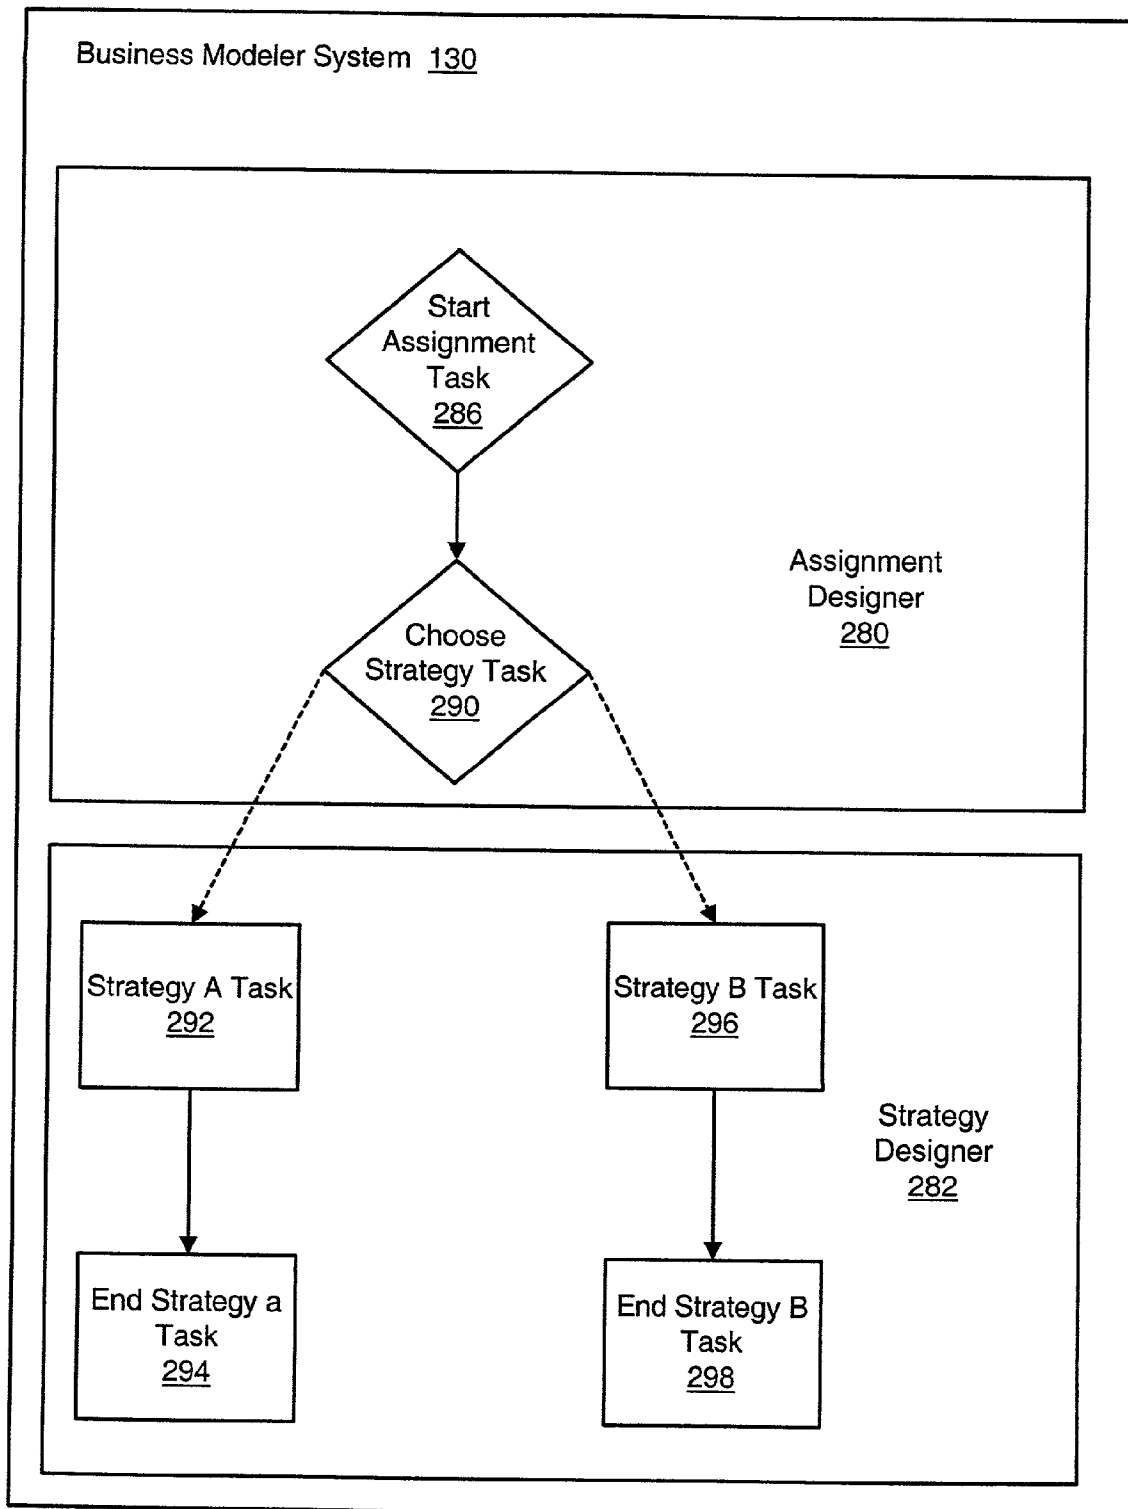 Business Modeler System 130
Start
Assignment
Task
286
Assignment
Designer
280
Choose
Strategy Task
290
Strategy A Task
292
Strategy B Task
296
Strategy
Designer
282
End Strategy a
Task
294
End Strategy B
Task
298